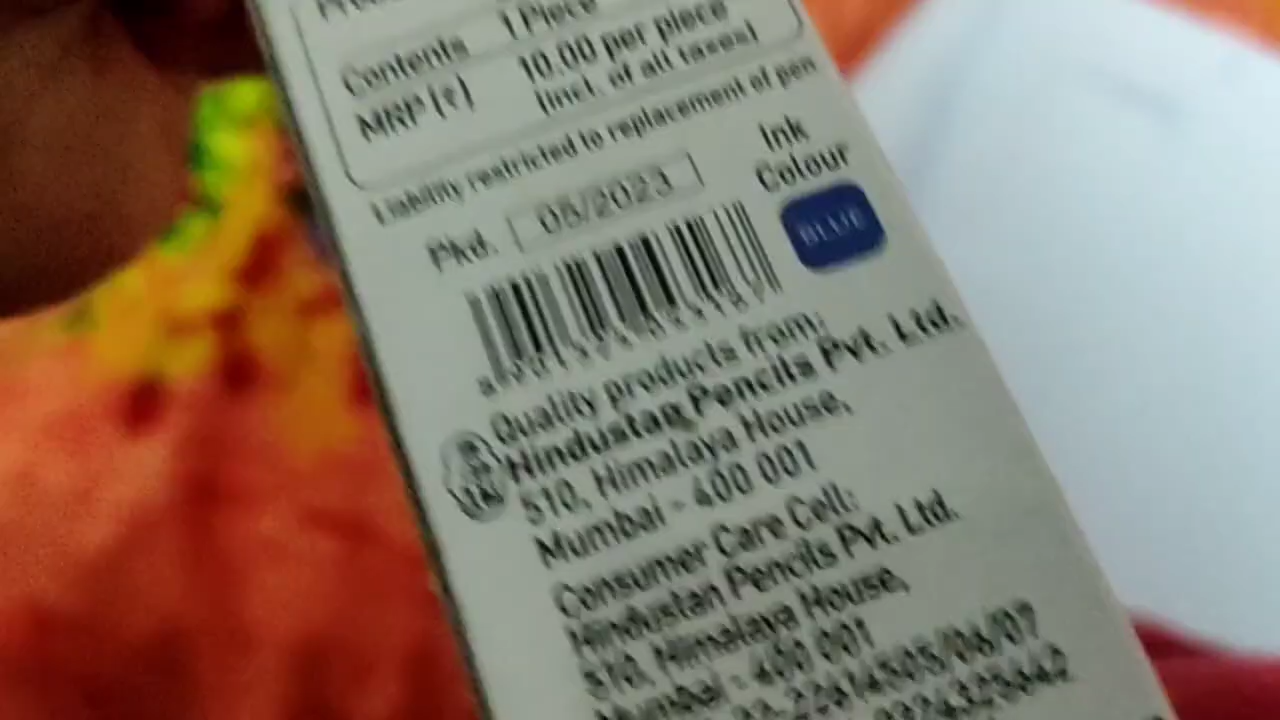 Contents 1 Piece
MRP (₹) 10.00 per piece
(incl. of all taxes)
Liability restricted to replacement of pen
Pkd. 05/2023
Ink
Colour
BLUE
Quality products from:
Hindustan Pencils Pvt. Ltd.
510, Himalaya House,
Mumbai - 400 001
Consumer Care Cell:
Hindustan Pencils Pvt. Ltd.
510, Himalaya House,
Mumbai - 400 001